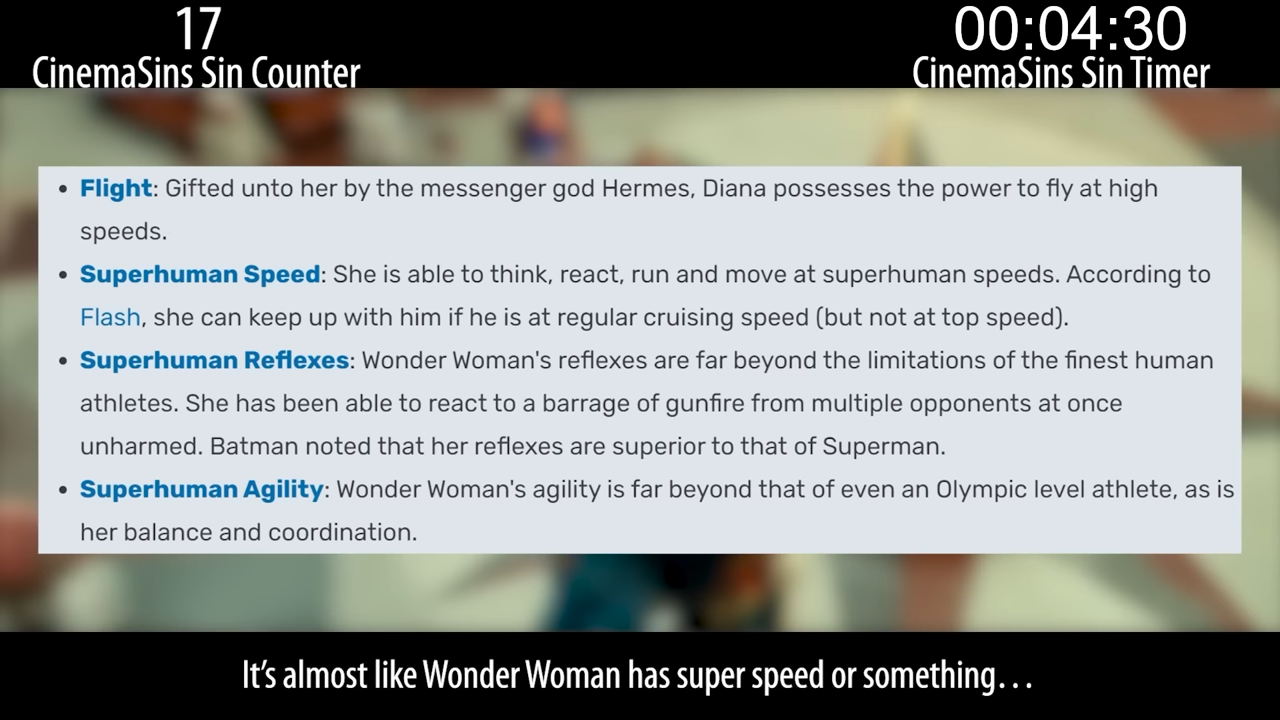 17
00:04:30
CinemaSins Sin Counter
CinemaSins Sin Timer
• Flight: Gifted unto her by the messenger god Hermes, Diana possesses the power to fly at high
speeds.
• Superhuman Speed: She is able to think, react, run and move at superhuman speeds. According to
Flash, she can keep up with him if he is at regular cruising speed (but not at top speed).
• Superhuman Reflexes: Wonder Woman's reflexes are far beyond the limitations of the finest human
athletes. She has been able to react to a barrage of gunfire from multiple opponents at once
unharmed. Batman noted that her reflexes are superior to that of Superman.
• Superhuman Agility: Wonder Woman's agility is far beyond that of even an Olympic level athlete, as is
her balance and coordination.
It's almost like Wonder Woman has super speed or something...